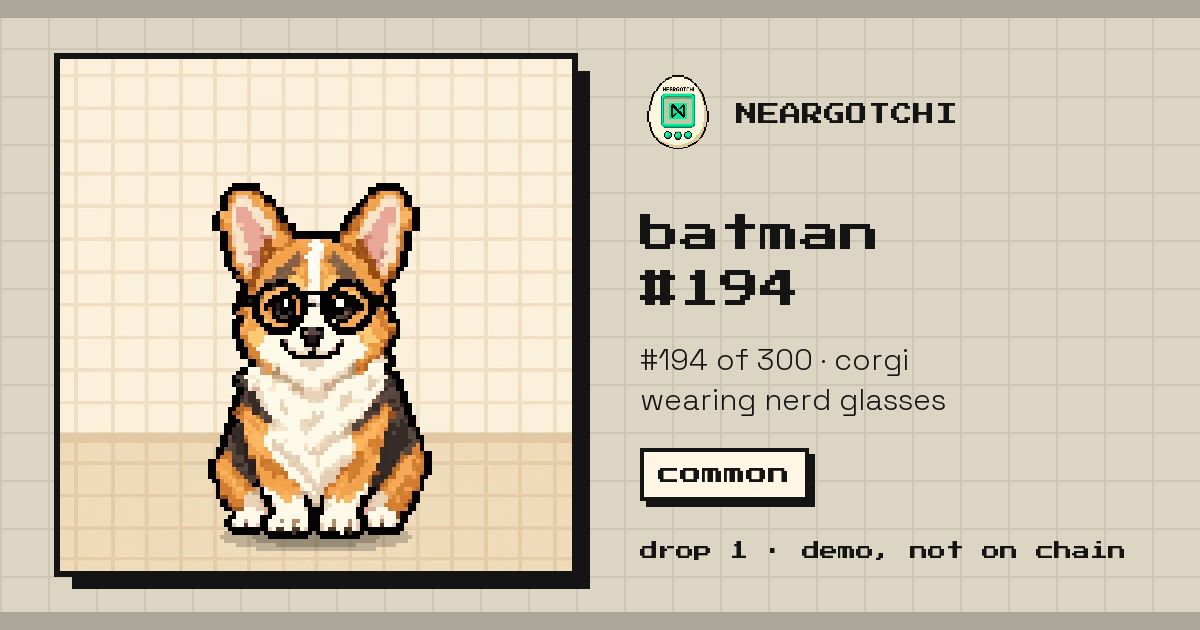 NEARGOTCHI
NEARGOTCHI
batman
#194
#194 of 300 · corgi
wearing nerd glasses
common
drop 1 · demo, not on chain